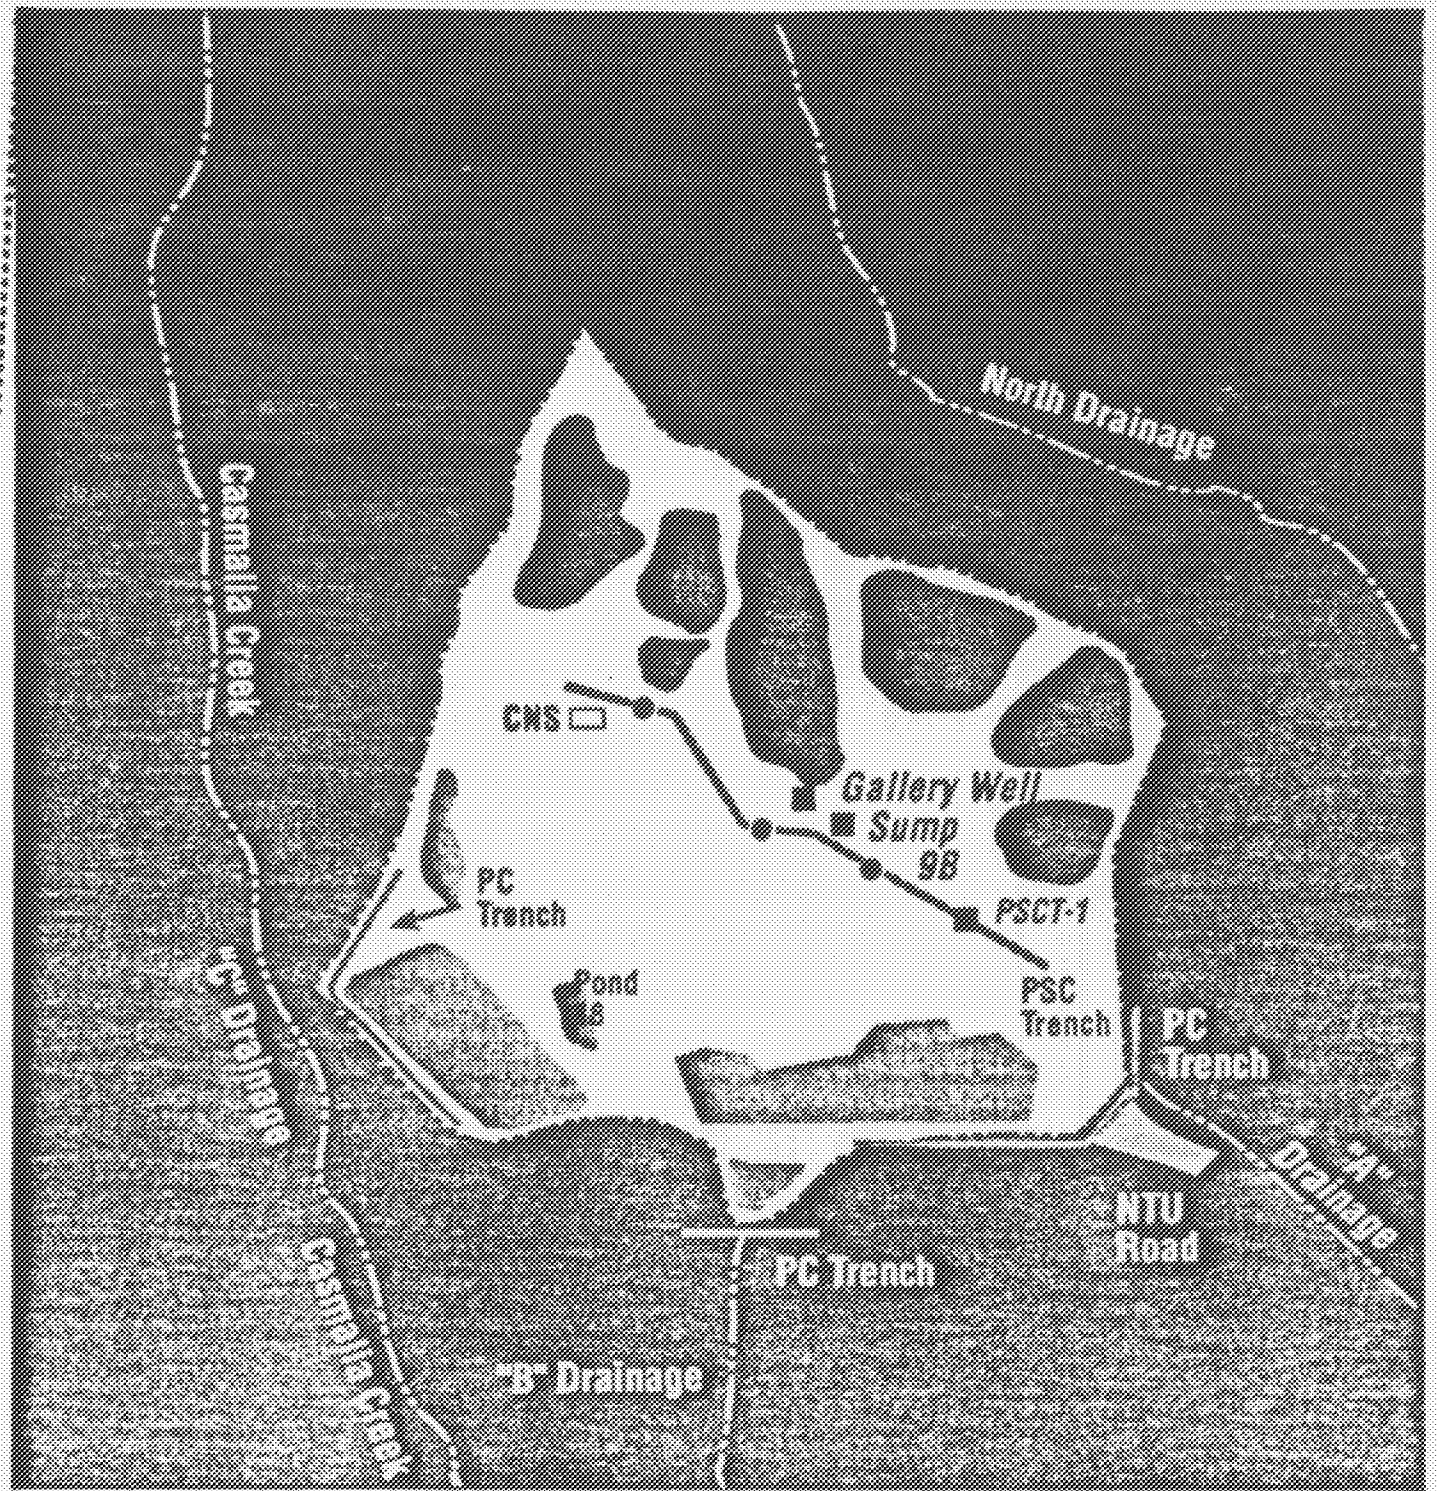 North Drainage
Casmalia Creek
CNS
Gallery Well
Sump
9B
PSCT-1
PC
Trench
"C" Drainage
Pond
18
PSC
Trench
PC
Trench
"A"
Drainage
NTU
Road
PC Trench
Casmalia Creek
"B" Drainage